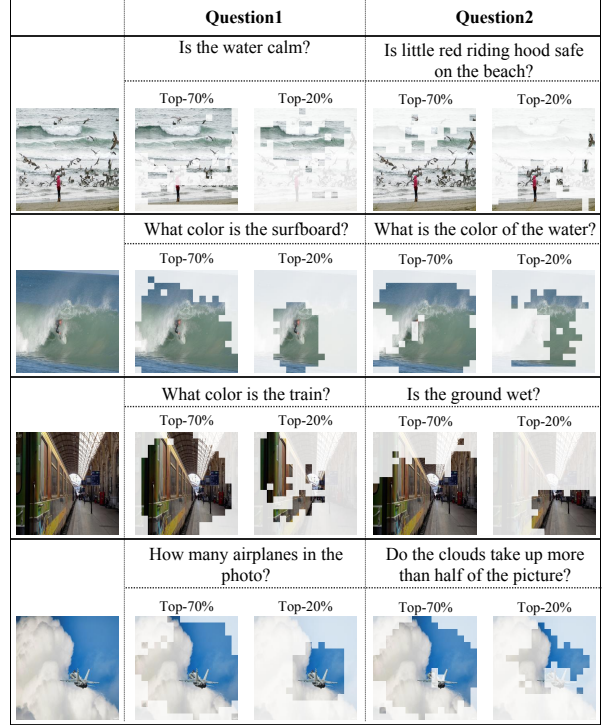 Question1 Question2
Is the water calm? Is little red riding hood safe
on the beach?
Top-70% Top-20% Top-70% Top-20%
What color is the surfboard? What is the color of the water?
Top-70% Top-20% Top-70% Top-20%
What color is the train? Is the ground wet?
Top-70% Top-20% Top-70% Top-20%
How many airplanes in the Do the clouds take up more
photo? than half of the picture?
Top-70% Top-20% Top-70% Top-20%